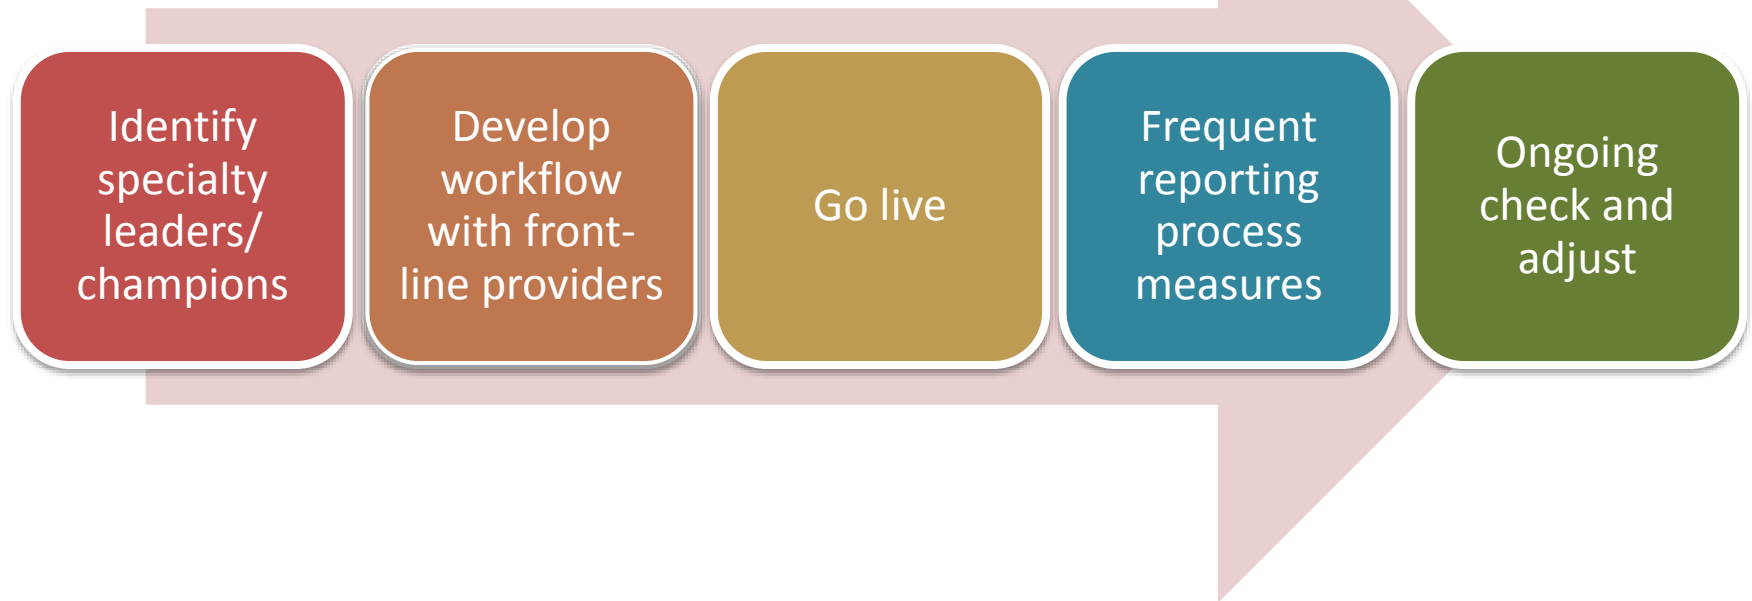 Identify
specialty
leaders/
champions
Develop
workflow
with front-
line providers
Go live
Frequent
reporting
process
measures
Ongoing
check and
adjust